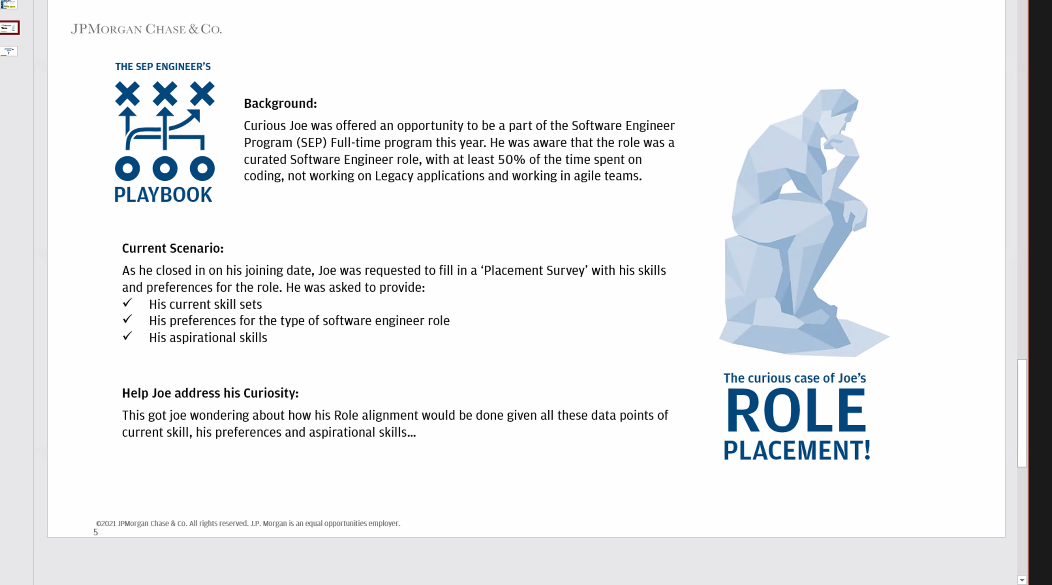 JPMORGAN CHASE & CO.
THE SEP ENGINEER'S
PLAYBOOK
Background:
Curious Joe was offered an opportunity to be a part of the Software Engineer
Program (SEP) Full-time program this year. He was aware that the role was a
curated Software Engineer role, with at least 50% of the time spent on
coding, not working on Legacy applications and working in agile teams.
Current Scenario:
As he closed in on his joining date, Joe was requested to fill in a ‘Placement Survey’ with his skills
and preferences for the role. He was asked to provide:
✓ His current skill sets
✓ His preferences for the type of software engineer role
✓ His aspirational skills
Help Joe address his Curiosity:
This got joe wondering about how his Role alignment would be done given all these data points of
current skill, his preferences and aspirational skills...
The curious case of Joe's
ROLE
PLACEMENT!
©2021 JPMorgan Chase & Co. All rights reserved. J.P. Morgan is an equal opportunities employer.
5